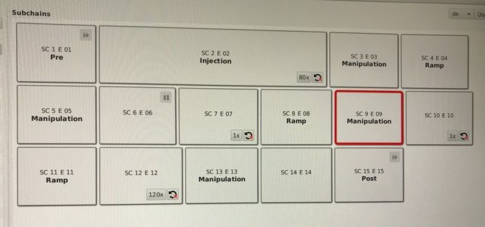 Subchains
de
SC 1 E 01
Pre
SC 2 E 02
Injection
80x
SC 3 E 03
Manipulation
SC 4 E 04
Ramp
SC 5 E 05
Manipulation
SC 6 E 06
SC 7 E 07
1x
SC 8 E 08
Ramp
SC 9 E 09
Manipulation
SC 10 E 10
1x
SC 11 E 11
Ramp
SC 12 E 12
120x
SC 13 E 13
Manipulation
SC 14 E 14
SC 15 E 15
Post